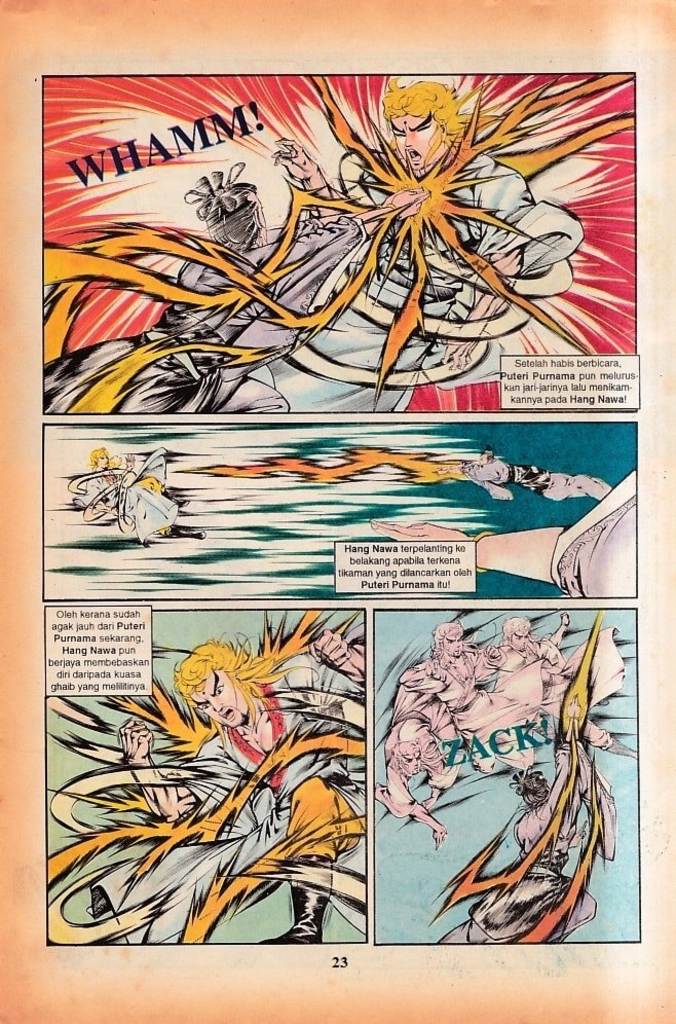 WHAMM!
Setelah habis berbicara,
Puteri Purnama pun melurus-
kan jari-jarinya lalu menikam-
kannya pada Hang Nawa!
Hang Nawa terpelanting ke
belakang apabila terkena
tikaman yang dilancarkan oleh
Puteri Purnama itu!
Oleh kerana sudah
agak jauh dari Puteri
Purnama sekarang,
Hang Nawa pun
berjaya membebaskan
diri daripada kuasa
ghaib yang melilitinya.
ZACK!
23